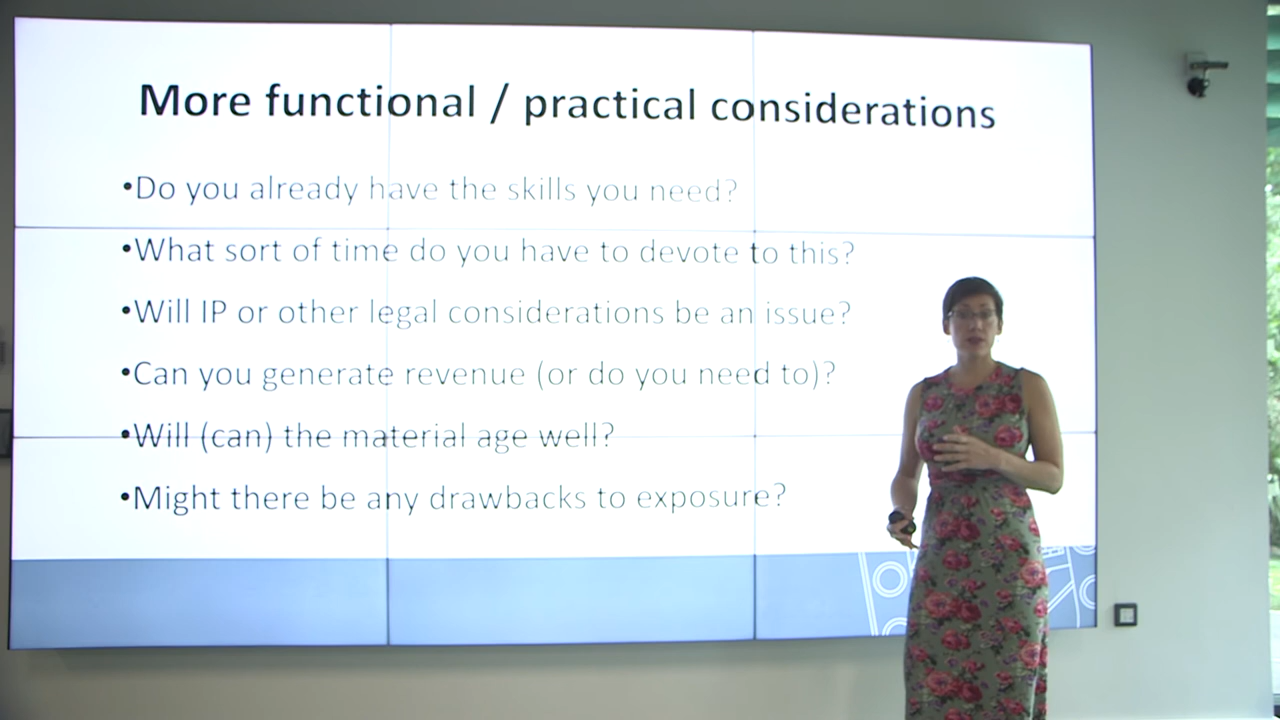 More functional / practical considerations
•Do you already have the skills you need?
•What sort of time do you have to devote to this?
•Will IP or other legal considerations be an issue?
•Can you generate revenue (or do you need to)?
•Will (can) the material age well?
•Might there be any drawbacks to exposure?